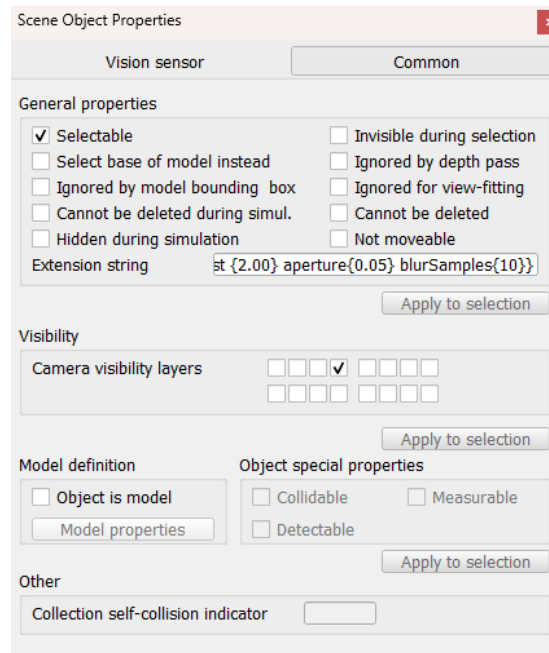 Scene Object Properties
Vision sensor Common
General properties
Selectable Invisible during selection
Select base of model instead Ignored by depth pass
Ignored by model bounding box Ignored for view-fitting
Cannot be deleted during simul. Cannot be deleted
Hidden during simulation Not moveable
Extension string st {2.00} aperture{0.05} blurSamples{10}}
Apply to selection
Visibility
Camera visibility layers
Apply to selection
Model definition Object special properties
Object is model Collidable Measurable
Model properties Detectable
Apply to selection
Other
Collection self-collision indicator